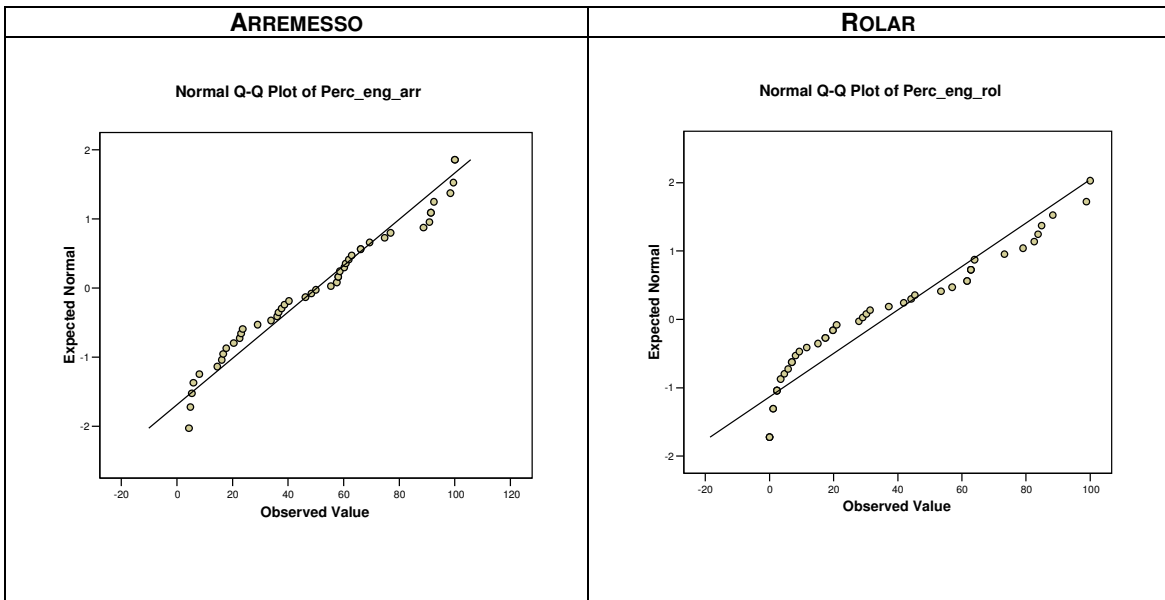 ARREMESSO
ROLAR
Normal Q-Q Plot of Perc_eng_arr
Expected Normal
2
1
0
-1
-2
-20 0 20 40 60 80 100 120
Observed Value
Normal Q-Q Plot of Perc_eng_rol
Expected Normal
2
1
0
-1
-2
-20 0 20 40 60 80 100
Observed Value